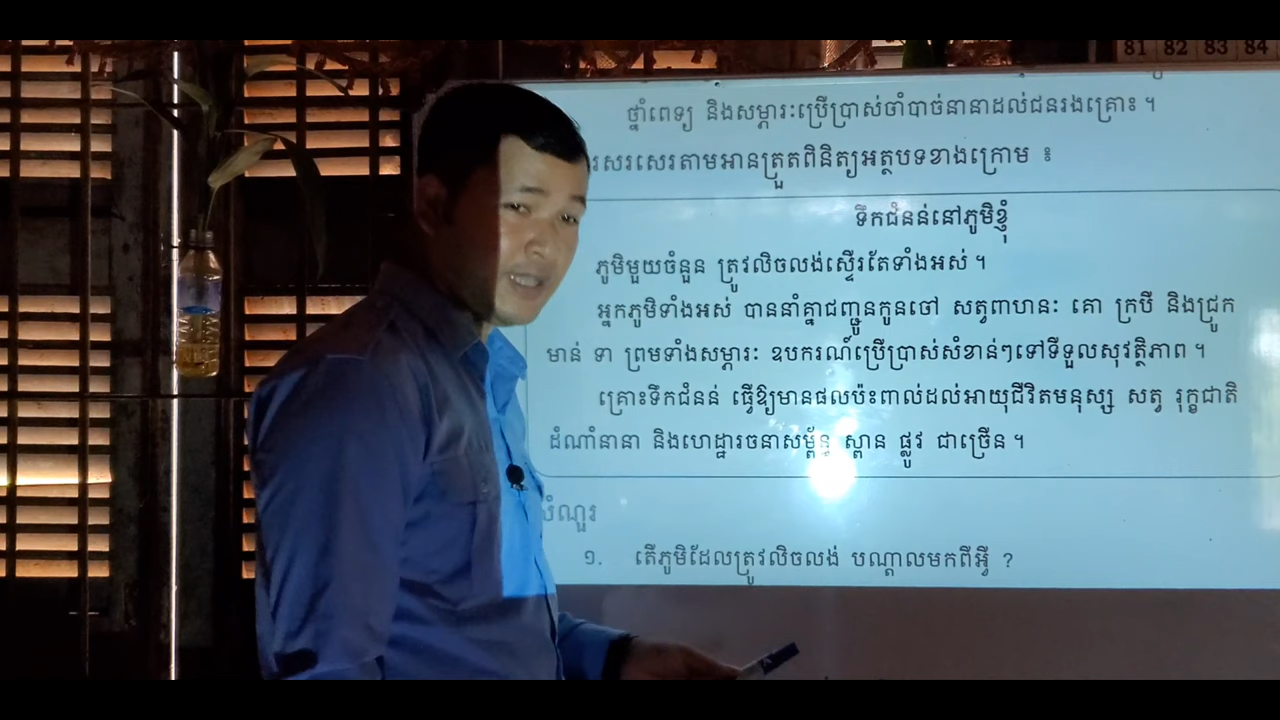 81 82 83 84
ថ្នាំពេទ្យ និងសម្ភារៈប្រើប្រាស់ចាំបាច់នានាដល់ជនរងគ្រោះ ។
សរសេរតាមអានត្រួតពិនិត្យអត្ថបទខាងក្រោម ៖
ទឹកជំនន់នៅភូមិខ្ញុំ
ភូមិមួយចំនួន ត្រូវលិចលង់ស្ទើរតែទាំងអស់ ។
អ្នកភូមិទាំងអស់ បាននាំគ្នាជញ្ជូនកូនចៅ សត្វពាហនៈ គោ ក្របី និងជ្រូក
មាន់ ទា ព្រមទាំងសម្ភារៈ ឧបករណ៍ប្រើប្រាស់សំខាន់ៗទៅទីទួលសុវត្ថិភាព ។
គ្រោះទឹកជំនន់ ធ្វើឱ្យមានផលប៉ះពាល់ដល់អាយុជីវិតមនុស្ស សត្វ រុក្ខជាតិ
ដំណាំនានា និងហេដ្ឋារចនាសម្ព័ន្ធ ស្ពាន ផ្លូវ ជាច្រើន ។
សំណួរ
១. តើភូមិដែលត្រូវលិចលង់ បណ្តាលមកពីអ្វី ?